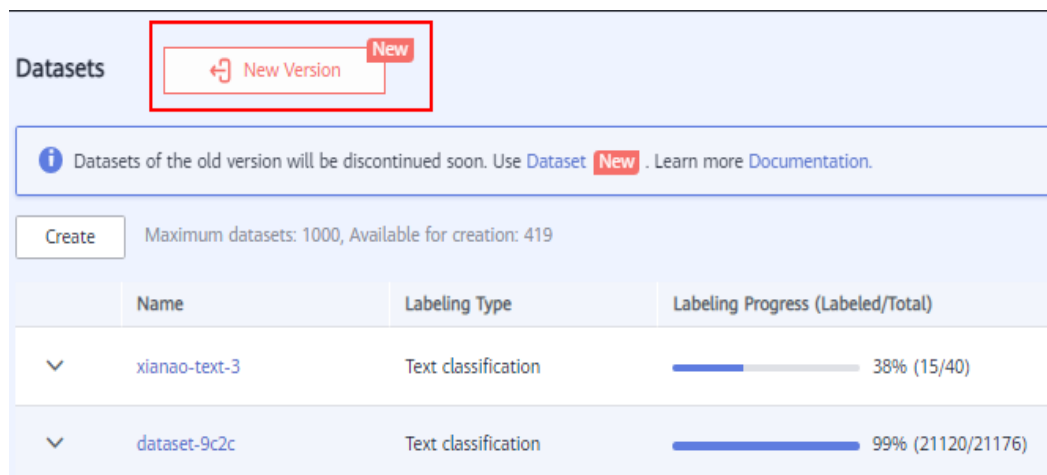 Datasets New Version New
Datasets of the old version will be discontinued soon. Use Dataset New . Learn more Documentation.
Create Maximum datasets: 1000, Available for creation: 419
Name Labeling Type Labeling Progress (Labeled/Total)
xianao-text-3 Text classification 38% (15/40)
dataset-9c2c Text classification 99% (21120/21176)